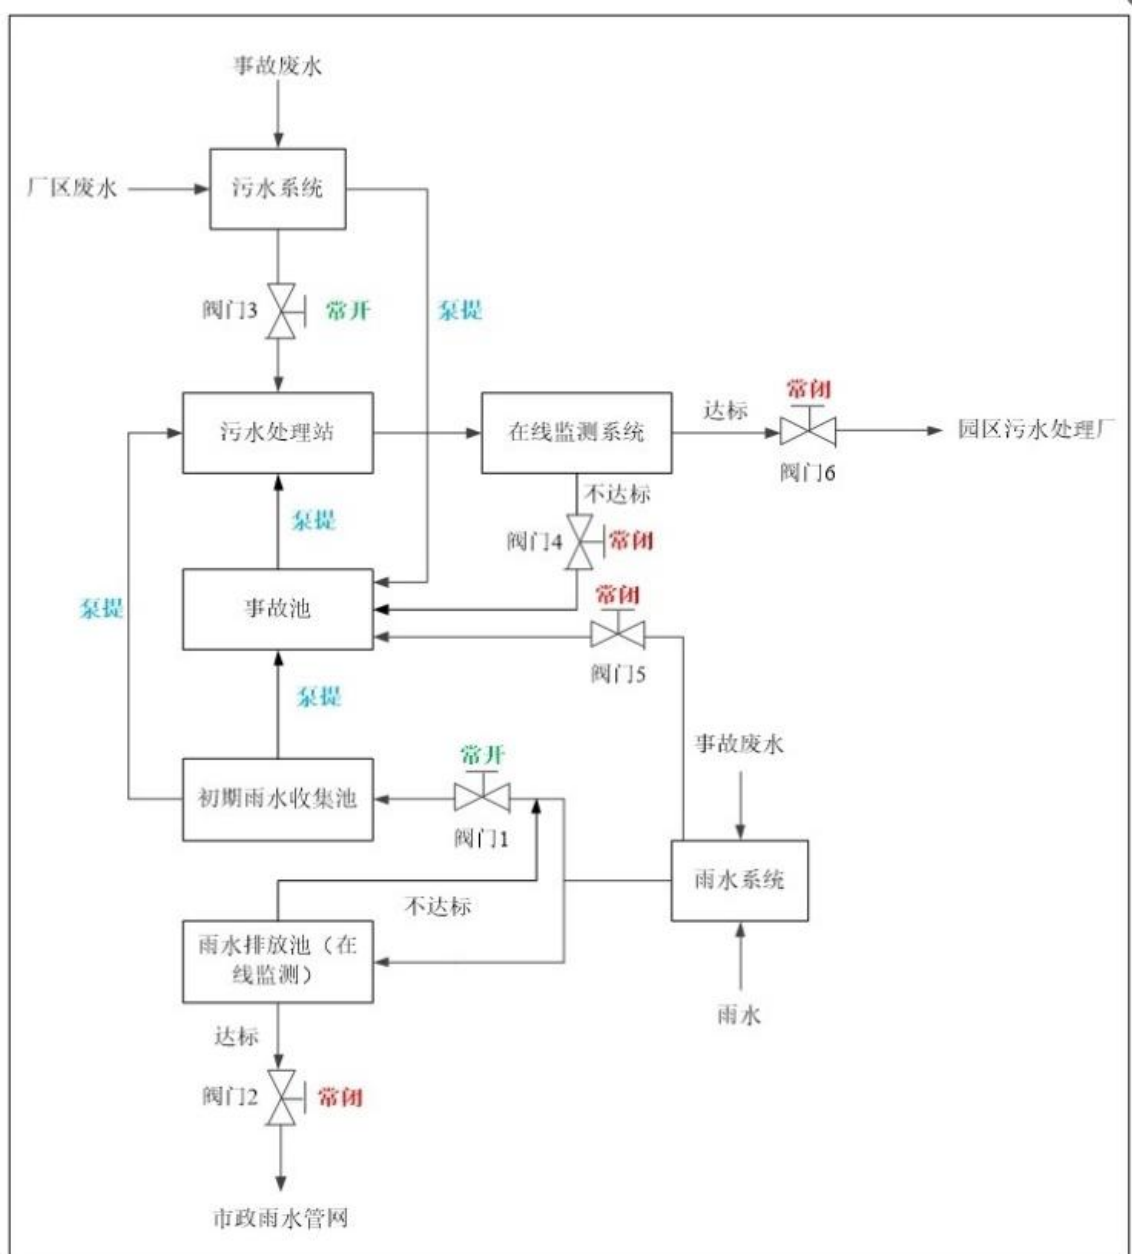 事故废水
厂区废水
污水系统
阀门3
常开
泵提
污水处理站
在线监测系统
达标
常闭
阀门6
园区污水处理厂
不达标
泵提
阀门4
常闭
泵提
事故池
常闭
阀门5
泵提
事故废水
常开
初期雨水收集池
阀门1
雨水系统
不达标
雨水排放池（在
线监测）
雨水
达标
阀门2
常闭
市政雨水管网